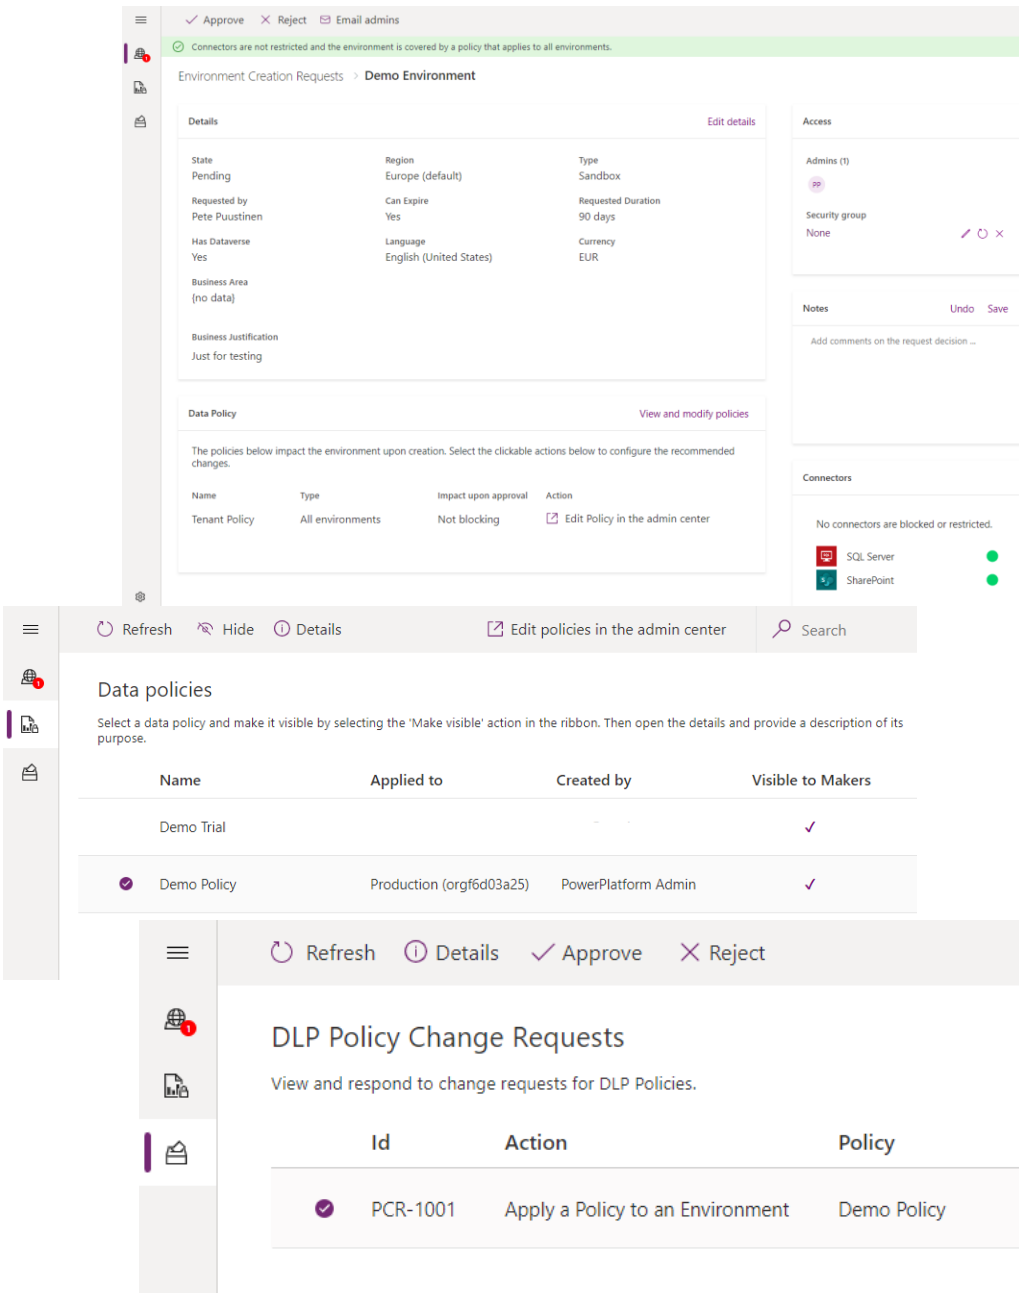 Approve Reject Email admins
Connectors are not restricted and the environment is covered by a policy that applies to all environments.
Environment Creation Requests > Demo Environment
Details Edit details
State Region Type
Pending Europe (default) Sandbox
Requested by Can Expire Requested Duration
Pete Puustinen Yes 90 days
Has Dataverse Language Currency
Yes English (United States) EUR
Business Area
(no data)
Business Justification
Just for testing
Access
Admins (1)
PP
Security group
None
Notes Undo Save
Add comments on the request decision ...
Data Policy View and modify policies
The policies below impact the environment upon creation. Select the clickable actions below to configure the recommended
changes.
Name Type Impact upon approval Action
Tenant Policy All environments Not blocking Edit Policy in the admin center
Connectors
No connectors are blocked or restricted.
SQL Server
SharePoint
Refresh Hide Details Edit policies in the admin center Search
1
Data policies
Select a data policy and make it visible by selecting the 'Make visible' action in the ribbon. Then open the details and provide a description of its
purpose.
Name Applied to Created by Visible to Makers
Demo Trial
Demo Policy Production (orgf6d03a25) PowerPlatform Admin
Refresh Details Approve Reject
1
DLP Policy Change Requests
View and respond to change requests for DLP Policies.
Id Action Policy
PCR-1001 Apply a Policy to an Environment Demo Policy